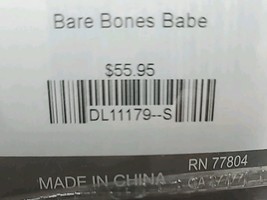 Bare Bones Babe
$55.95
DL11179--S
RN 77804
MADE IN CHINA